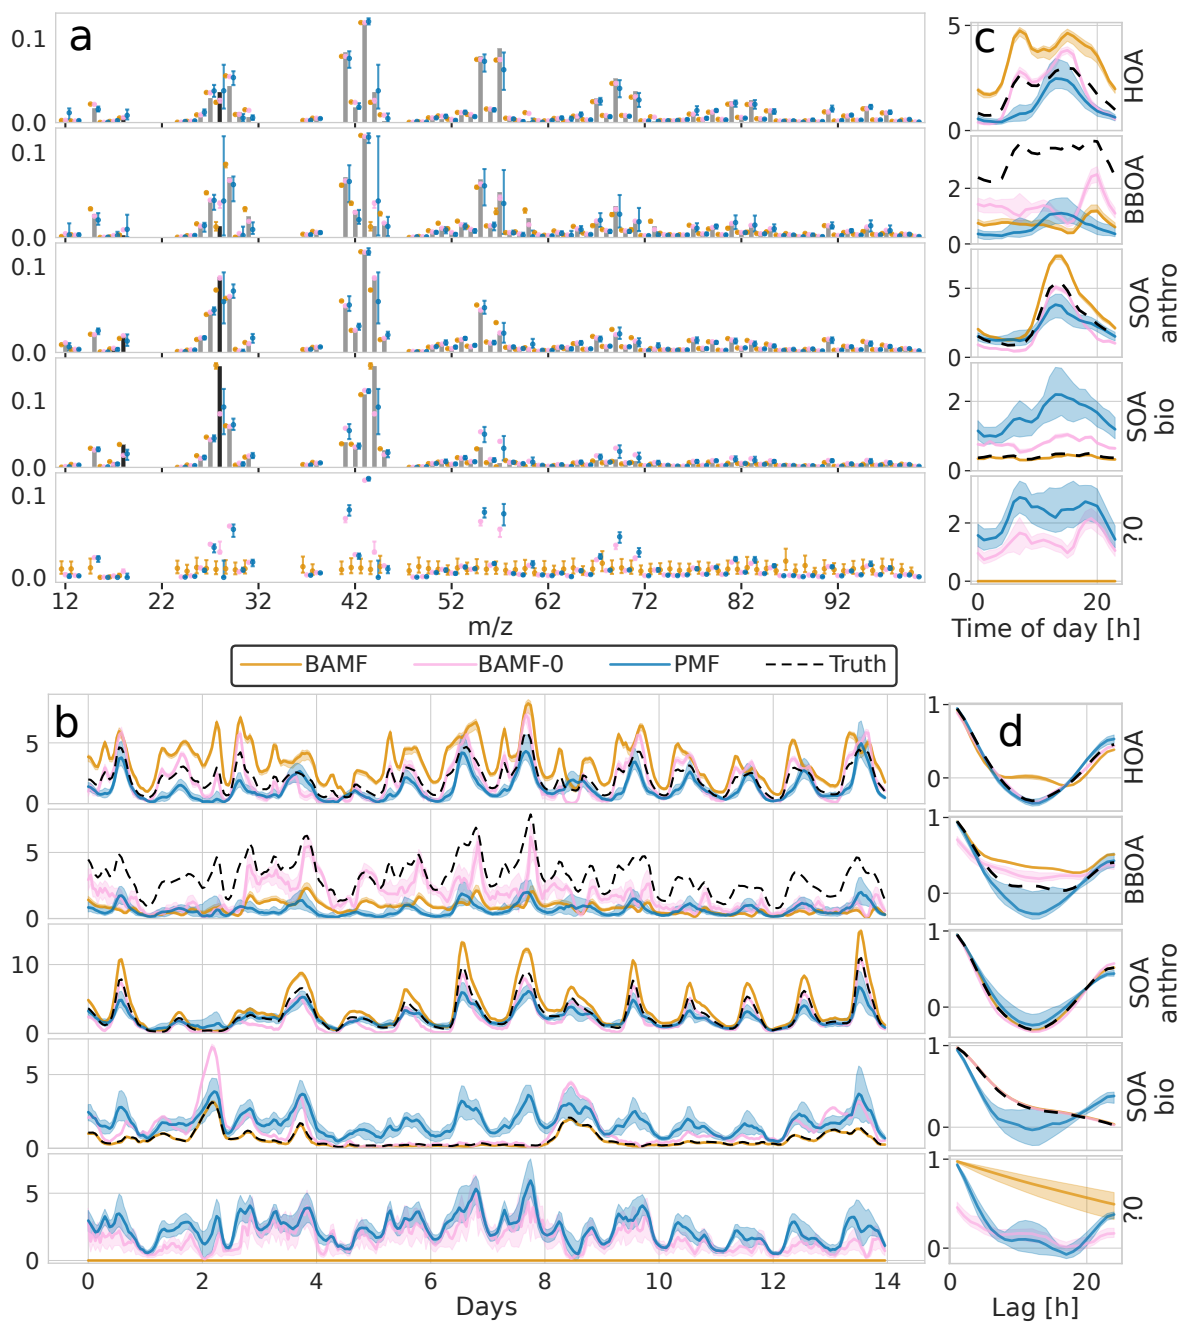 a
0.1
0.0
0.1
0.0
0.1
0.0
0.1
0.0
0.1
0.0
12 22 32 42 52 62 72 82 92
m/z
c
5
0
HOA
2
0
BBOA
5
0
SOA
anthro
2
0
SOA
bio
2
0
?0
0 20
Time of day [h]
BAMF BAMF-0 PMF Truth
b
5
0
5
0
10
0
5
0
5
0
0 2 4 6 8 10 12 14
Days
d
1
0
HOA
1
0
BBOA
1
0
SOA
anthro
1
0
SOA
bio
1
0
?0
0 20
Lag [h]